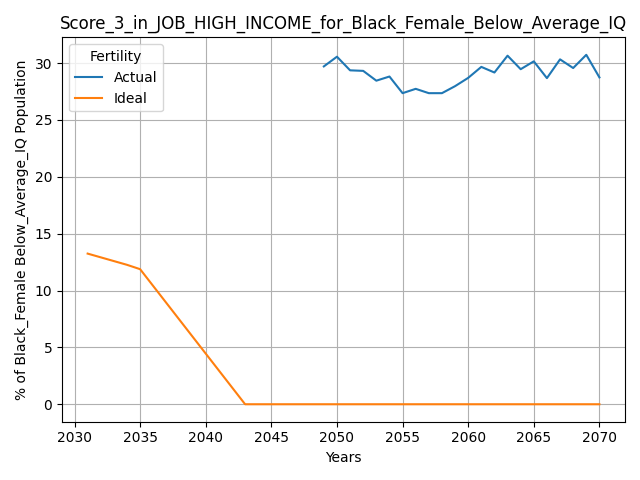 Score_3_in_JOB_HIGH_INCOME_for_Black_Female_Below_Average_IQ
% of Black_Female Below_Average_IQ Population
Fertility
Actual
Ideal
30
25
20
15
10
5
0
2030 2035 2040 2045 2050 2055 2060 2065 2070
Years